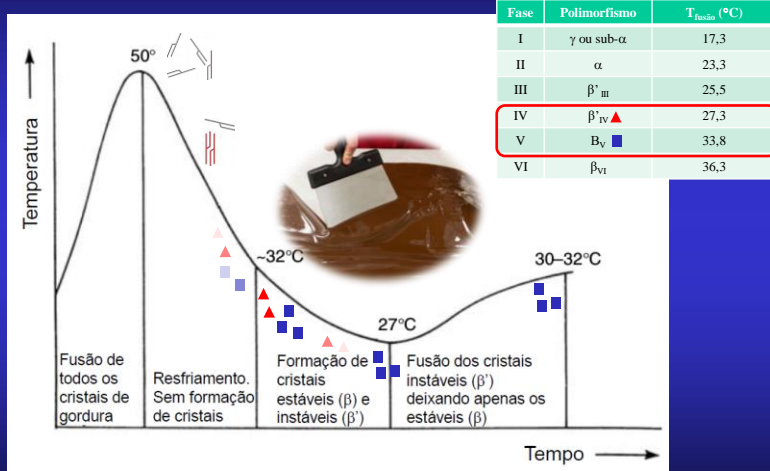 Fase Polimorfismo Tfusão (°C)
I γ ou sub-α 17,3
II α 23,3
III β' III 25,5
IV β'IV 27,3
V BV 33,8
VI βVI 36,3
Temperatura
50°
~32°C
27°C
30–32°C
Fusão de
todos os
cristais de
gordura
Resfriamento.
Sem formação
de cristais
Formação de
cristais
estáveis (β) e
instáveis (β')
Fusão dos cristais
instáveis (β')
deixando apenas os
estáveis (β)
Tempo